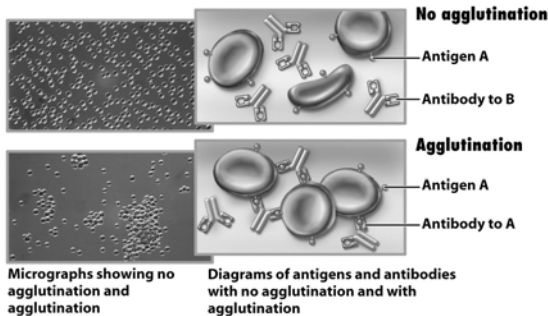 No agglutination
Antigen A
Antibody to B
Agglutination
Antigen A
Antibody to A
Micrographs showing no
agglutination and
agglutination
Diagrams of antigens and antibodies
with no agglutination and with
agglutination